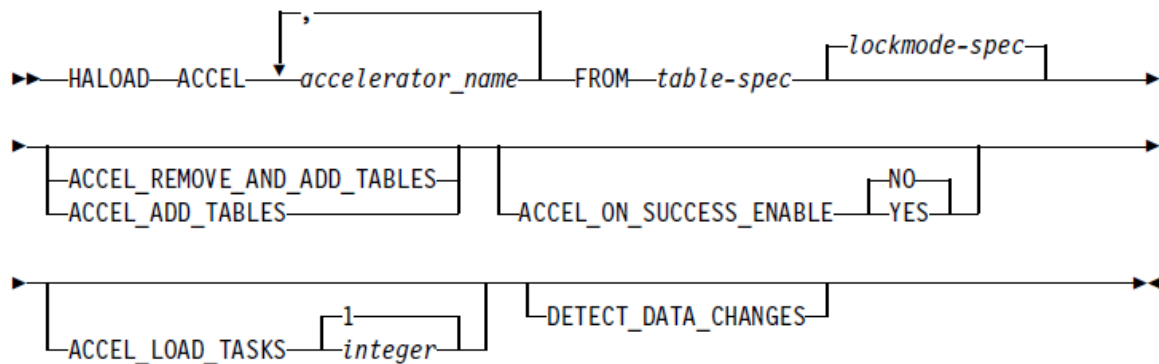 ,
lockmode-spec
HALOAD ACCEL accelerator_name FROM table-spec
ACCEL_REMOVE_AND_ADD_TABLES
ACCEL_ADD_TABLES
NO
ACCEL_ON_SUCCESS_ENABLE YES
1
ACCEL_LOAD_TASKS integer
DETECT_DATA_CHANGES